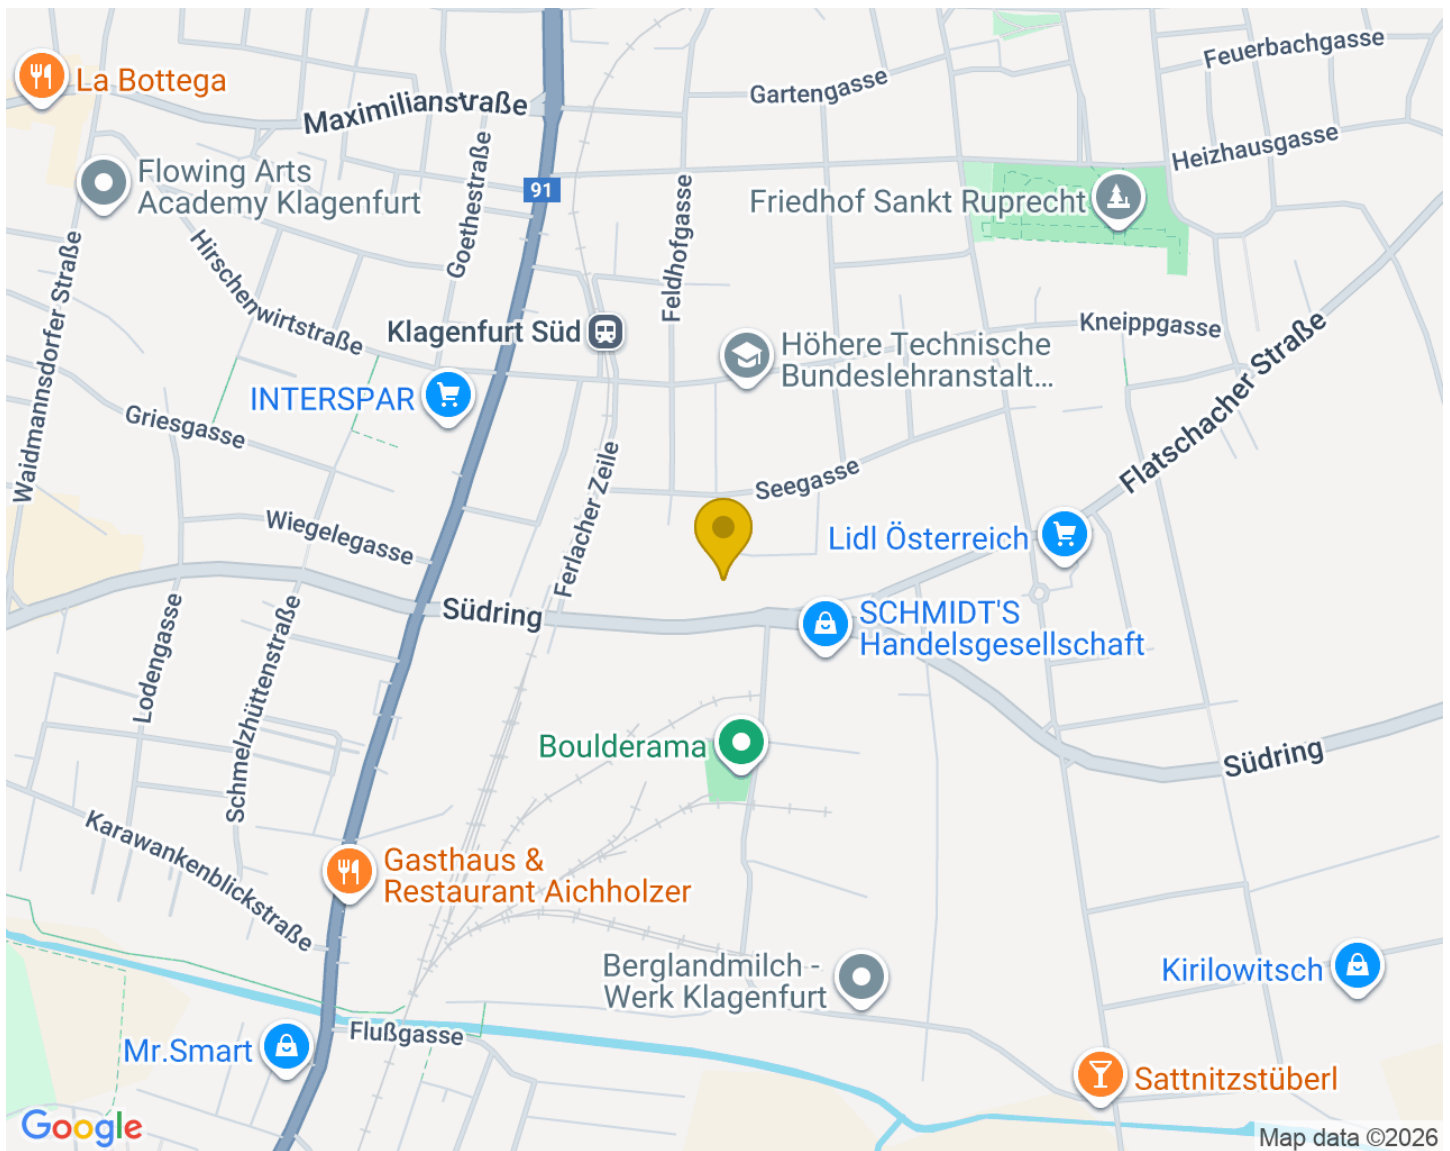 Feuerbachgasse
La Bottega
Gartengasse
Maximilianstraße
Heizhausgasse
Flowing Arts
Academy Klagenfurt
Goethestraße
91
Friedhof Sankt Ruprecht
Feldhofgasse
Waidmannsdorfer Straße
Hirschenwirtstraße
Klagenfurt Süd
Kneippgasse
Höhere Technische
Bundeslehranstalt...
Flatschacher Straße
INTERSPAR
Griesgasse
Seegasse
Ferlacher Zeile
Wiegelegasse
Lidl Österreich
Südring
SCHMIDT'S
Handelsgesellschaft
Lodengasse
Schmelzhüttenstraße
Boulderama
Südring
Karawankenblickstraße
Gasthaus &
Restaurant Aichholzer
Berglandmilch -
Werk Klagenfurt
Kirilowitsch
Flußgasse
Mr.Smart
Sattnitzstüberl
Google
Map data ©2026